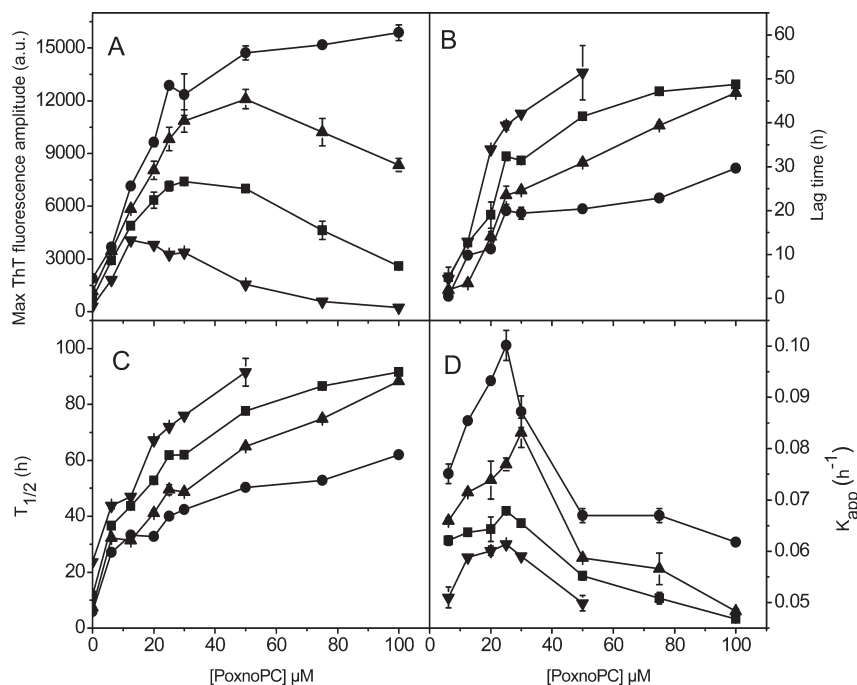 A
Max ThT fluorescence amplitude (a.u.)
15000
12000
9000
6000
3000
0
B
Lag time (h)
60
50
40
30
20
10
0
C
T1/2 (h)
100
80
60
40
20
0
0 20 40 60 80 100
[PoxnoPC] µM
D
Kapp (h-1)
0.10
0.09
0.08
0.07
0.06
0.05
0 20 40 60 80 100
[PoxnoPC] µM